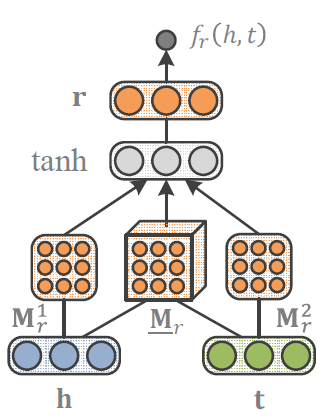 f_r(h, t)
r
tanh
M_r^1
M_r
M_r^2
h
t